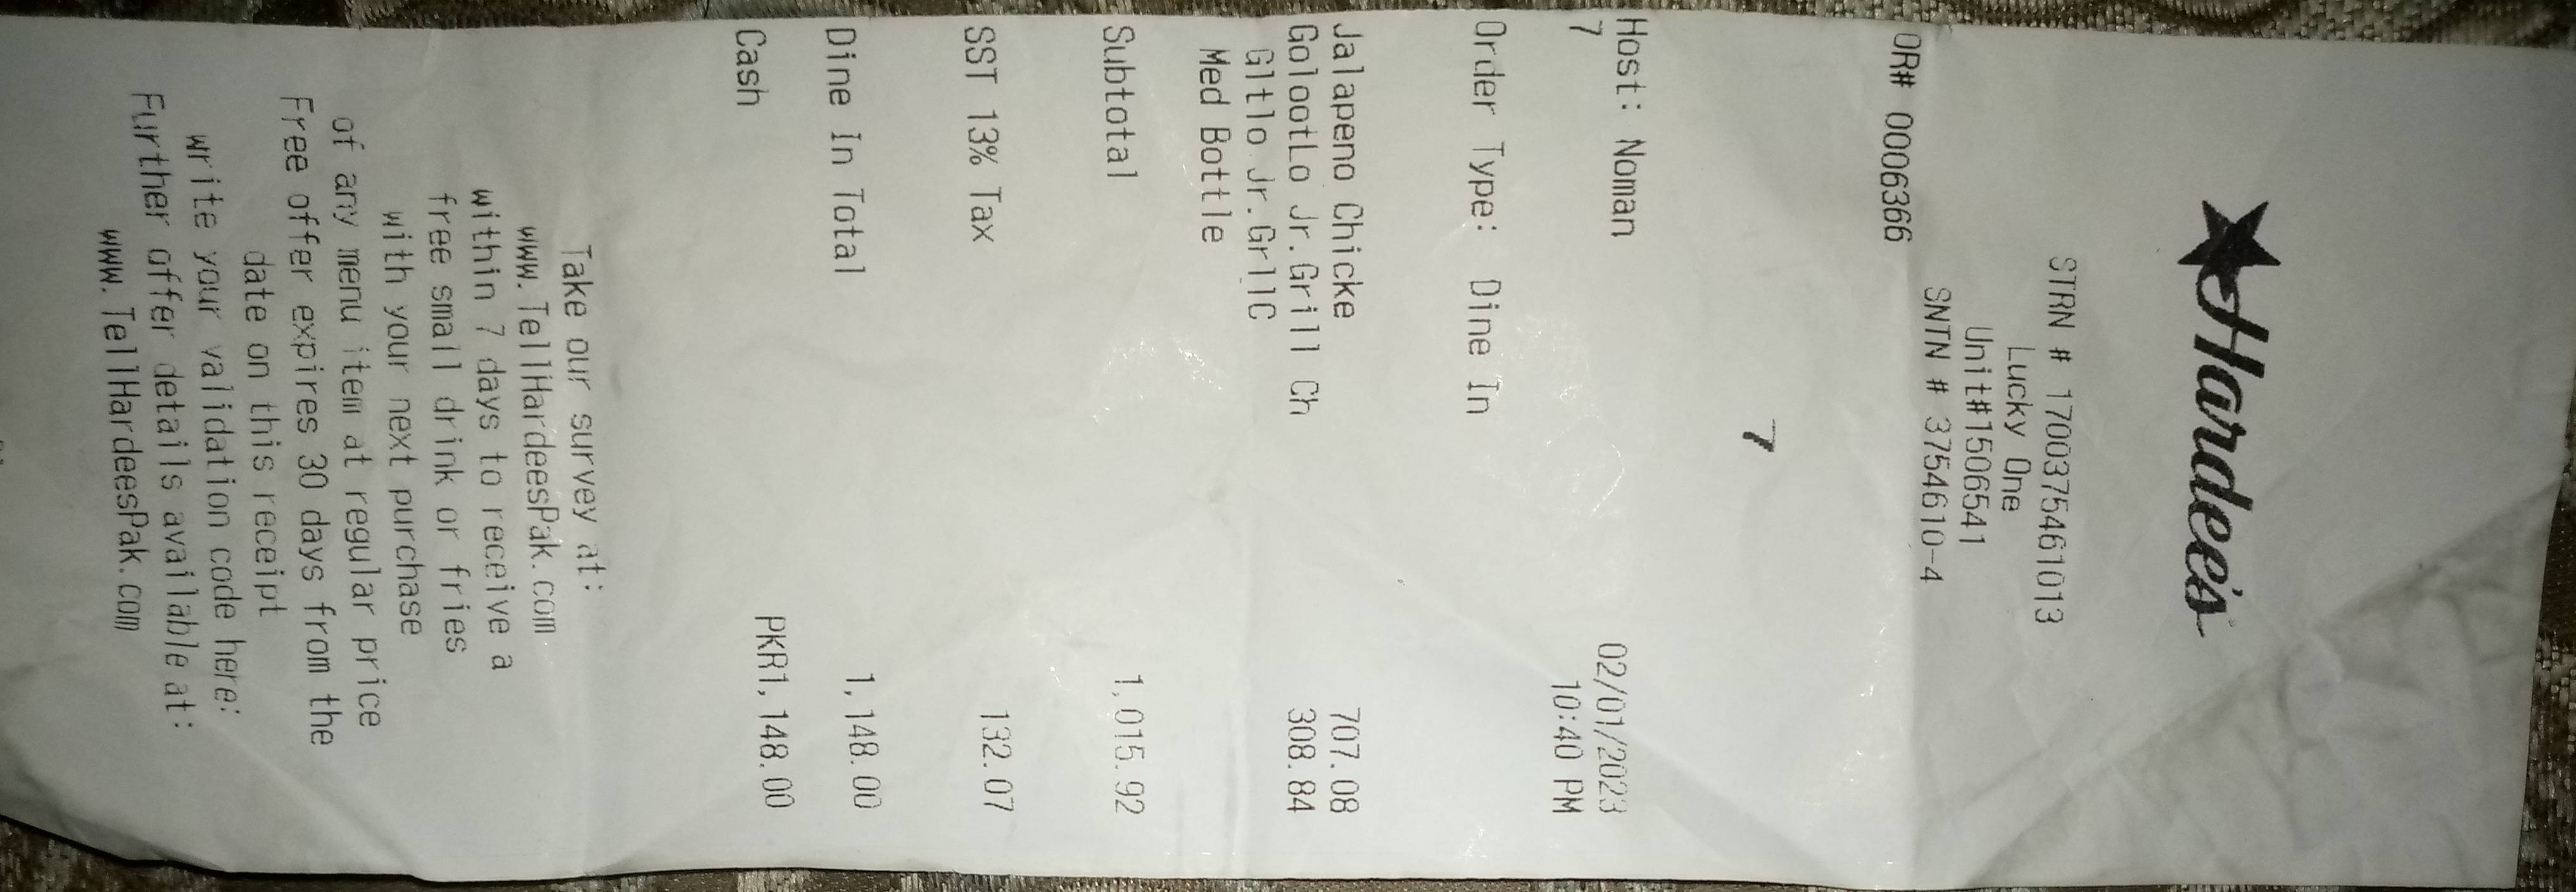 Hardee's
STRN # 1700375461013
Lucky One
Unit#1506541
SNTN # 3754610-4
OR# 0006366
7
Host: Noman 02/01/2023
7 10:40 PM
Order Type: Dine In
Jalapeno Chicke 707.08
GolootLo Jr.Grill Ch 308.84
Gltlo Jr.GrllC
Med Bottle
Subtotal 1,015.92
SST 13% Tax 132.07
Dine In Total 1,148.00
Cash PKR1,148.00
Take our survey at:
www.TellHardeesPak.com
within 7 days to receive a
free small drink or fries
with your next purchase
of any menu item at regular price
Free offer expires 30 days from the
date on this receipt
Write your validation code here:
Further offer details available at:
www.TellHardeesPak.com